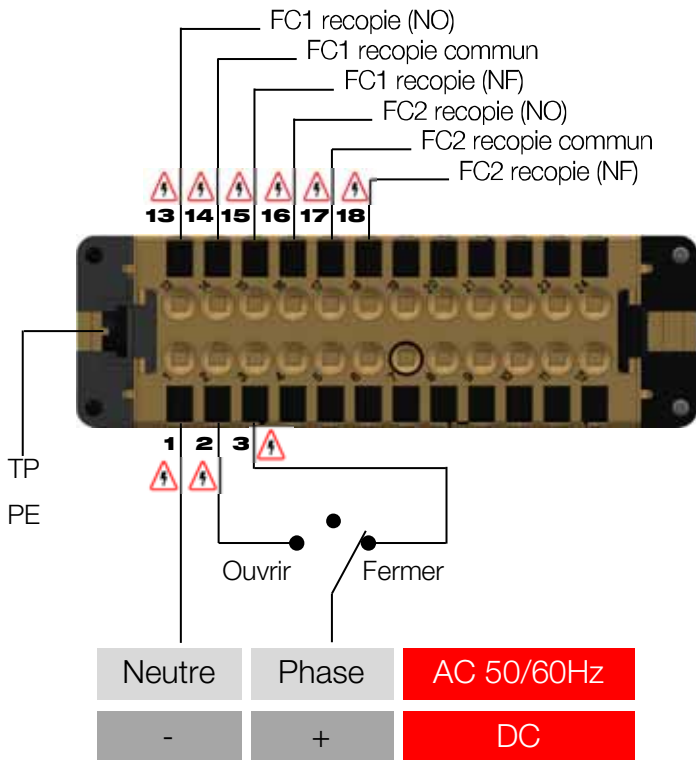 FC1 recopie (NO)
FC1 recopie commun
FC1 recopie (NF)
FC2 recopie (NO)
FC2 recopie commun
FC2 recopie (NF)
13 14 15 16 17 18
1 2 3
TP
PE
Ouvrir Fermer
Neutre Phase AC 50/60Hz
- + DC